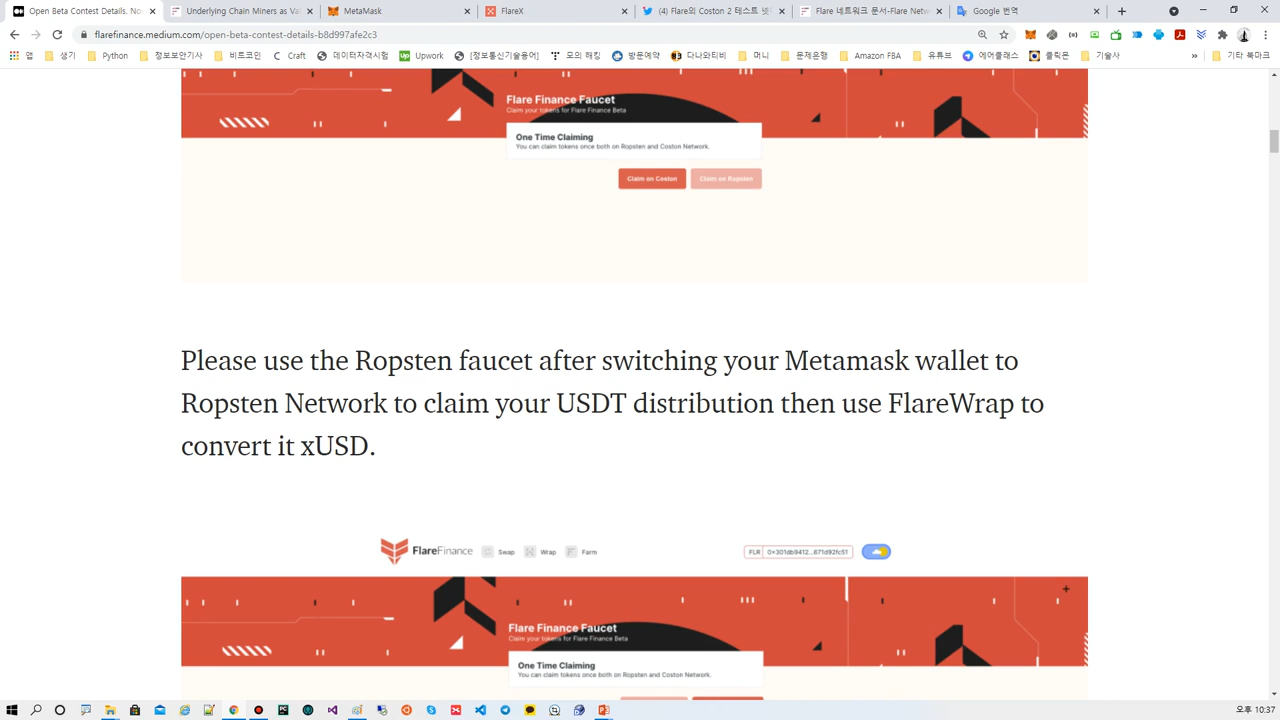 Open Beta Contest Details. No
Underlying Chain Miners as Val
MetaMask
FlareX
(4) Flare의 Coston 2 테스트 넷
Flare 네트워크 문서-Flare Netw
Google 번역
flarefinance.medium.com/open-beta-contest-details-b8d997afe2c3
앱 생기 Python 정보보안기사 비트코인 Craft 데이터자격시험 Upwork [정보통신기술용어] 모의 해킹 방문예약 다나와티비 머니 문제은행 Amazon FBA 유튜브 에어클래스 클릭몬 기술사 » 기타 북마크
Flare Finance Faucet
Claim your tokens for Flare Finance Beta
One Time Claiming
You can claim tokens once both on Ropsten and Coston Network.
Claim on Coston Claim on Ropsten
Please use the Ropsten faucet after switching your Metamask wallet to
Ropsten Network to claim your USDT distribution then use FlareWrap to
convert it xUSD.
FlareFinance Swap Wrap Farm FLR 0x301db9412...871d92fc51
Flare Finance Faucet
Claim your tokens for Flare Finance Beta
One Time Claiming
You can claim tokens once both on Ropsten and Coston Network.
오후 10:37